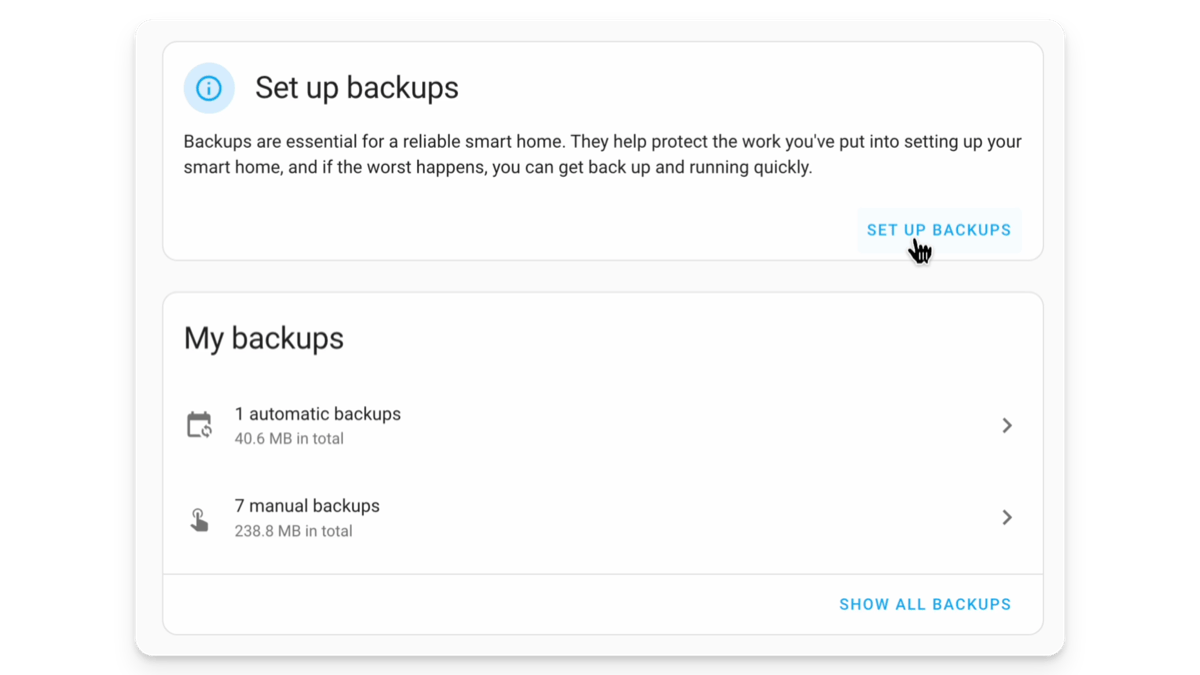 Set up backups
Backups are essential for a reliable smart home. They help protect the work you've put into setting up your
smart home, and if the worst happens, you can get back up and running quickly.
SET UP BACKUPS
My backups
1 automatic backups
40.6 MB in total
7 manual backups
238.8 MB in total
SHOW ALL BACKUPS